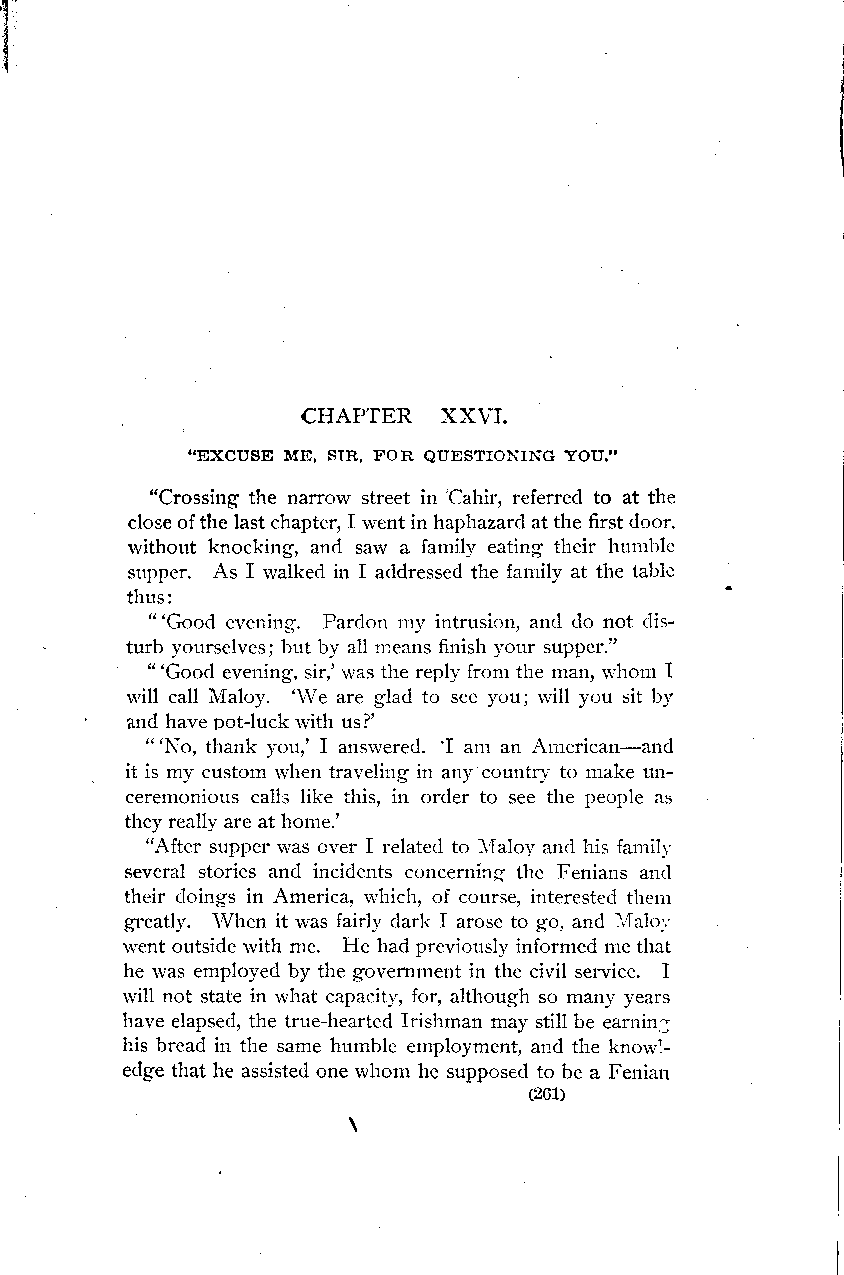 CHAPTER XXVI.
"EXCUSE ME, SIR, FOR QUESTIONING YOU."
"Crossing the narrow street in Cahir, referred to at the
close of the last chapter, I went in haphazard at the first door,
without knocking, and saw a family eating their humble
supper. As I walked in I addressed the family at the table
thus:
"'Good evening. Pardon my intrusion, and do not dis-
turb yourselves; but by all means finish your supper."
"'Good evening, sir,' was the reply from the man, whom I
will call Maloy. 'We are glad to see you; will you sit by
and have pot-luck with us?'
"'No, thank you,' I answered. 'I am an American—and
it is my custom when traveling in any country to make un-
ceremonious calls like this, in order to see the people as
they really are at home.'
"After supper was over I related to Maloy and his family
several stories and incidents concerning the Fenians and
their doings in America, which, of course, interested them
greatly. When it was fairly dark I arose to go, and Maloy
went outside with me. He had previously informed me that
he was employed by the government in the civil service. I
will not state in what capacity, for, although so many years
have elapsed, the true-hearted Irishman may still be earning
his bread in the same humble employment, and the knowl-
edge that he assisted one whom he supposed to be a Fenian
(261)